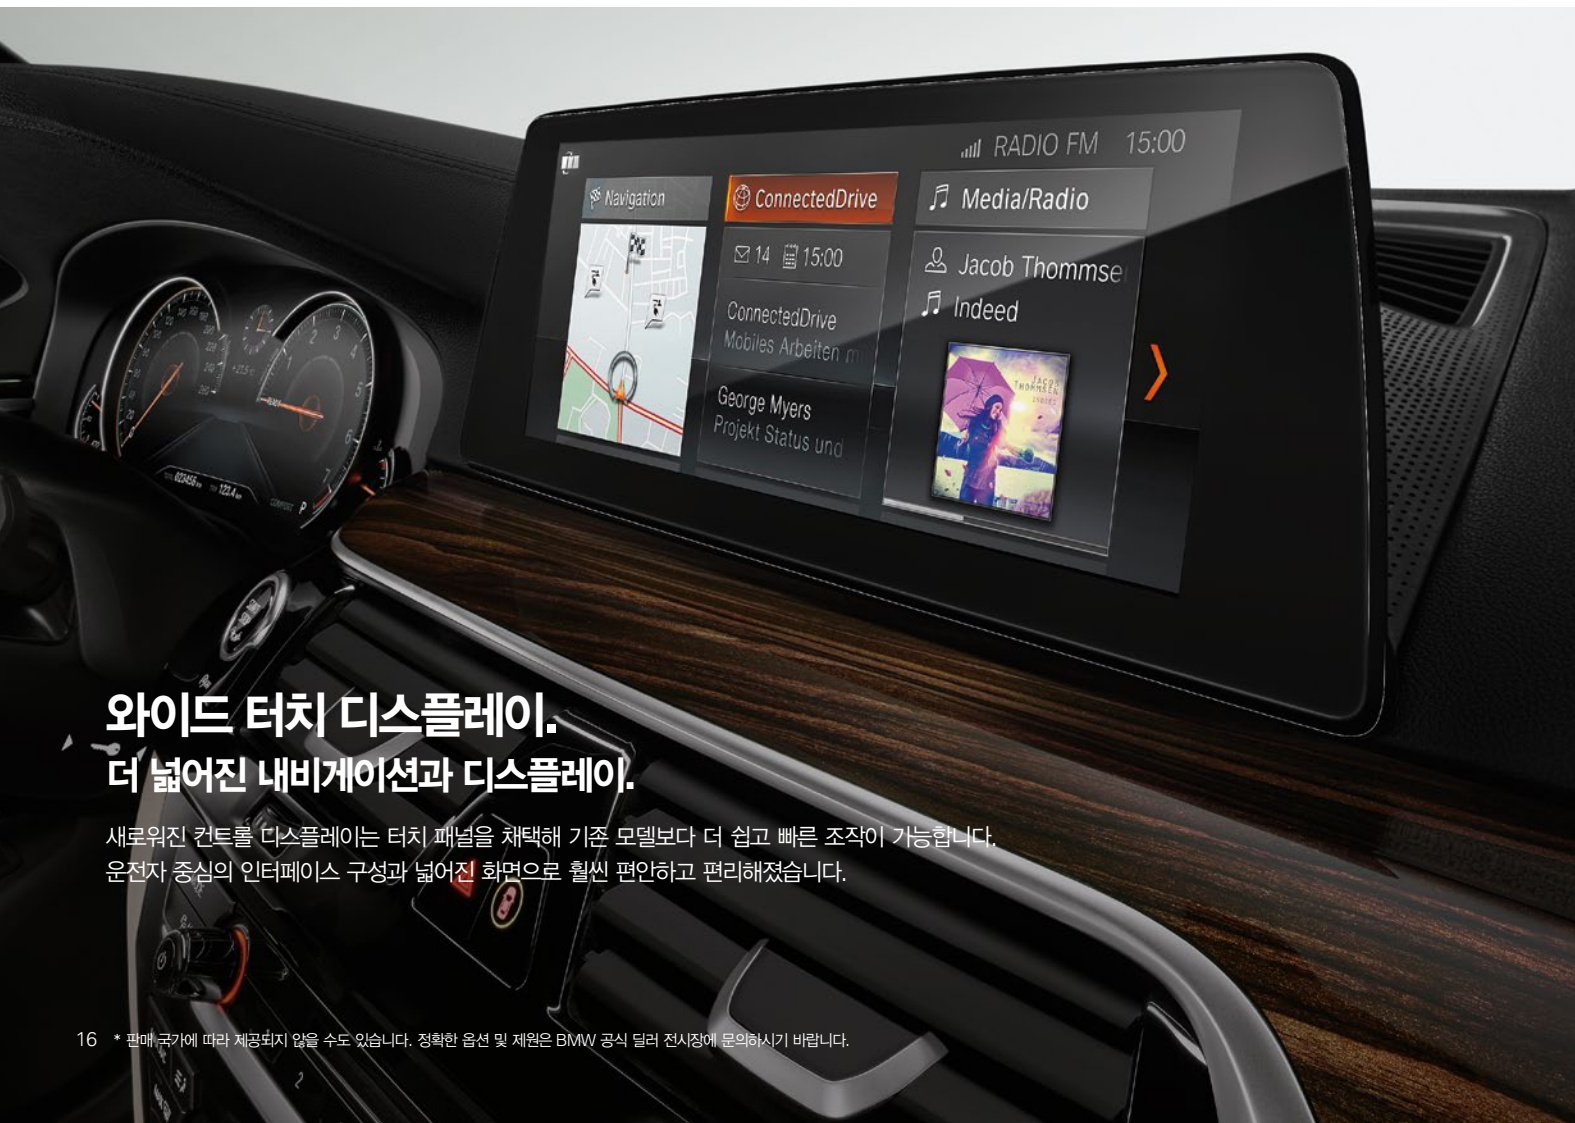 RADIO FM 15:00
Navigation
ConnectedDrive
Media/Radio
14 15:00
ConnectedDrive
Mobiles Arbeiten m
George Myers
Projekt Status und
Jacob Thommse
Indeed
JACOB
THOMMSEN
INDEED
와이드 터치 디스플레이.
더 넓어진 내비게이션과 디스플레이.
새로워진 컨트롤 디스플레이는 터치 패널을 채택해 기존 모델보다 더 쉽고 빠른 조작이 가능합니다.
운전자 중심의 인터페이스 구성과 넓어진 화면으로 훨씬 편안하고 편리해졌습니다.
16 * 판매 국가에 따라 제공되지 않을 수도 있습니다. 정확한 옵션 및 제원은 BMW 공식 딜러 전시장에 문의하시기 바랍니다.